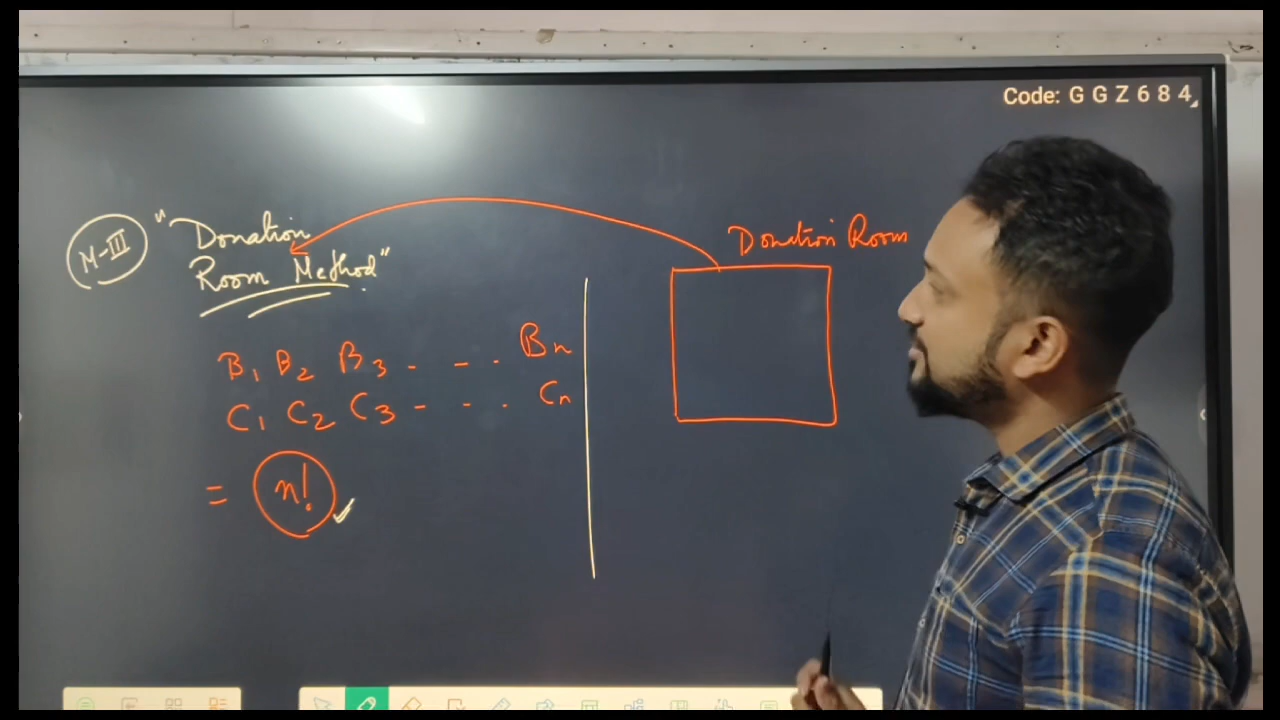 Code: G G Z 6 8 4
M-III "Donation
Room Method"
Donation Room
B₁ B₂ B₃ . - - . Bₙ
C₁ C₂ C₃ - - - . Cₙ
= n!